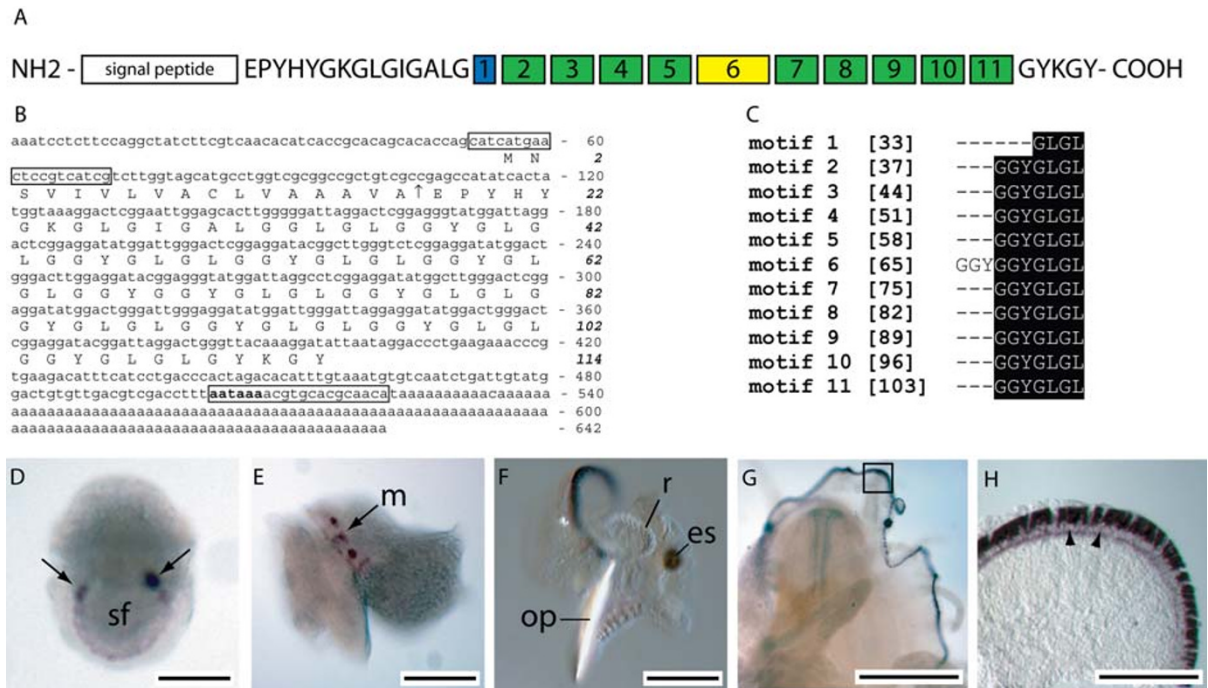 A
NH2 - signal peptide EPYHYGKGLGIGALG 1 2 3 4 5 6 7 8 9 10 11 GYKGY- COOH
B
aaatcctcttccaggctatcttcgtcaacacatcaccgcacagcacaccagcatcatgaa - 60
M N 2
ctccgtcatcgtcttggtagcatgcctggtcgcggccgctgtcgccgagccatatcacta - 120
S V I V L V A C L V A A A V A ↑ E P Y H Y 22
tggtaaaggactcggaattggagcacttgggggattaggactcggagggtatggattagg - 180
G K G L G I G A L G G L G L G G Y G L G 42
actcggaggatatggattgggactcggaggatacggcttgggtctcggaggatatggact - 240
L G G Y G L G L G G Y G L G L G G Y G L 62
gggacttggaggatacggagggtatggattaggcctcggaggatatggcttgggactcgg - 300
G L G G Y G G Y G L G L G G Y G L G L G 82
aggatatggactgggattgggaggatatggattgggattaggaggatatggactgggact - 360
G Y G L G L G G Y G L G L G G Y G L G L 102
cggaggatacggattaggactgggttacaaaggatattaataggaccctgaagaaacccg - 420
G G Y G L G L G Y K G Y 114
tgaagacatttcatcctgacccactagacacatttgtaaatgtgtcaatctgattgtatg - 480
gactgtgttgacgtcgaccttttaataaaacgtgcacgcaacataaaaaaaaacaaaaaa - 540
aaaaaaaaaaaaaaaaaaaaaaaaaaaaaaaaaaaaaaaaaaaaaaaaaaaaaaaaaaaa - 600
aaaaaaaaaaaaaaaaaaaaaaaaaaaaaaaaaaaaaaaaaa - 642
C
motif 1 [33] ------GLGL
motif 2 [37] ---GGYGLGL
motif 3 [44] ---GGYGLGL
motif 4 [51] ---GGYGLGL
motif 5 [58] ---GGYGLGL
motif 6 [65] GGYGGYGLGL
motif 7 [75] ---GGYGLGL
motif 8 [82] ---GGYGLGL
motif 9 [89] ---GGYGLGL
motif 10 [96] ---GGYGLGL
motif 11 [103] ---GGYGLGL
D
sf
E
m
F
r
es
op
G
H